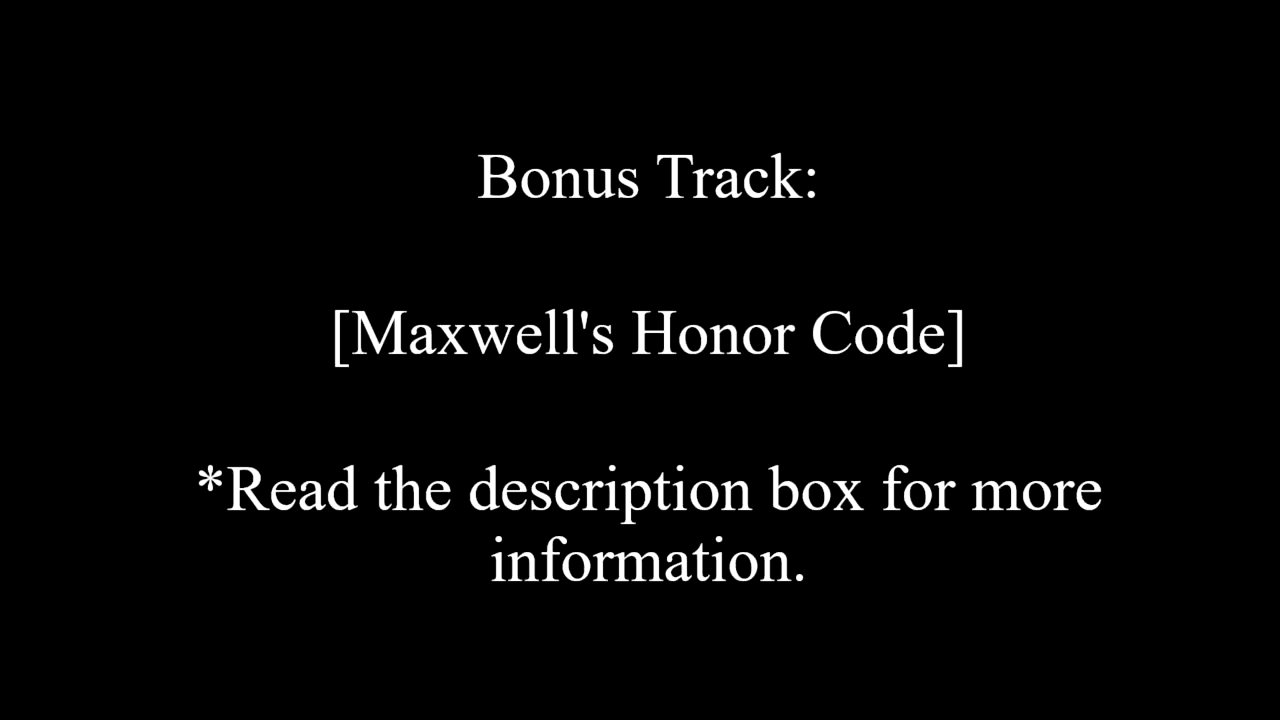 Bonus Track:
[Maxwell's Honor Code]
*Read the description box for more
information.